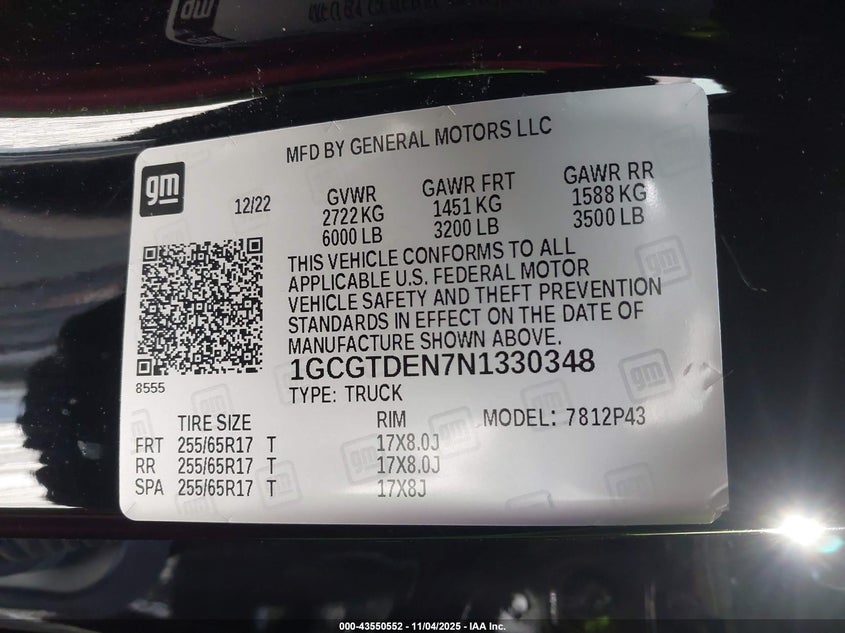 MFD BY GENERAL MOTORS LLC
gm
12/22
GVWR GAWR FRT GAWR RR
2722 KG 1451 KG 1588 KG
6000 LB 3200 LB 3500 LB
THIS VEHICLE CONFORMS TO ALL
APPLICABLE U.S. FEDERAL MOTOR
VEHICLE SAFETY AND THEFT PREVENTION
STANDARDS IN EFFECT ON THE DATE OF
MANUFACTURE SHOWN ABOVE.
1GCGTDEN7N1330348
8555
TYPE: TRUCK
TIRE SIZE RIM MODEL: 7812P43
FRT 255/65R17 T 17X8.0J
RR 255/65R17 T 17X8.0J
SPA 255/65R17 T 17X8J
000-43550552 - 11/04/2025 - IAA Inc.